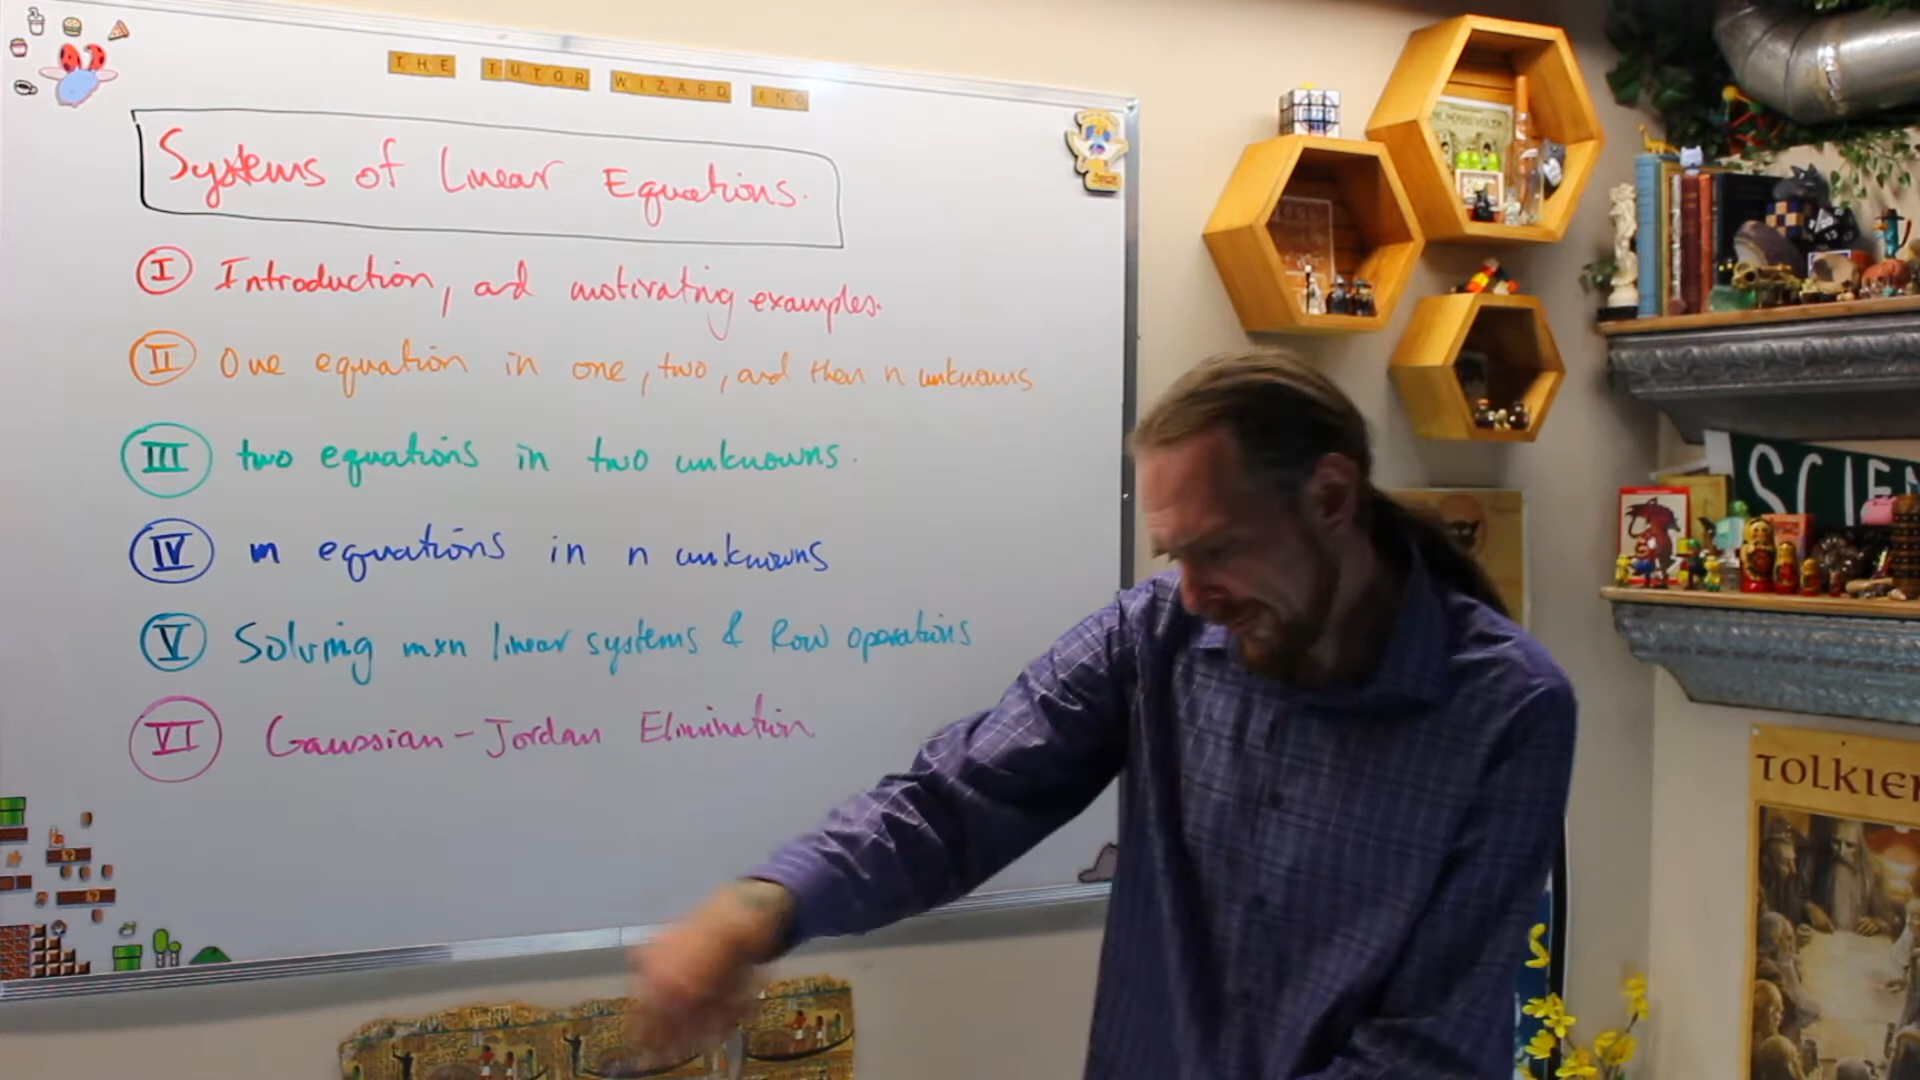 THE TUTOR WIZARD INC
Systems of Linear Equations.
I Introduction, and motivating examples.
II One equation in one, two, and then n unknowns
III two equations in two unknowns.
IV m equations in n unknowns
V Solving mxn linear systems & Row operations
VI Gaussian-Jordan Elimination
SCIEN
TOLKIE